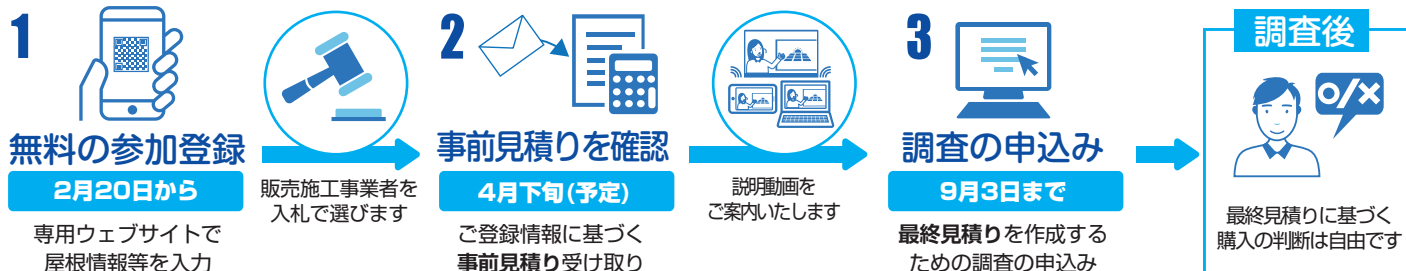 1
無料の参加登録
2月20日から
専用ウェブサイトで
屋根情報等を入力
販売施工事業者を
入札で選びます
2
事前見積りを確認
4月下旬(予定)
ご登録情報に基づく
事前見積り受け取り
説明動画を
ご案内いたします
3
調査の申込み
9月3日まで
最終見積りを作成する
ための調査の申込み
調査後
o/×
最終見積りに基づく
購入の判断は自由です